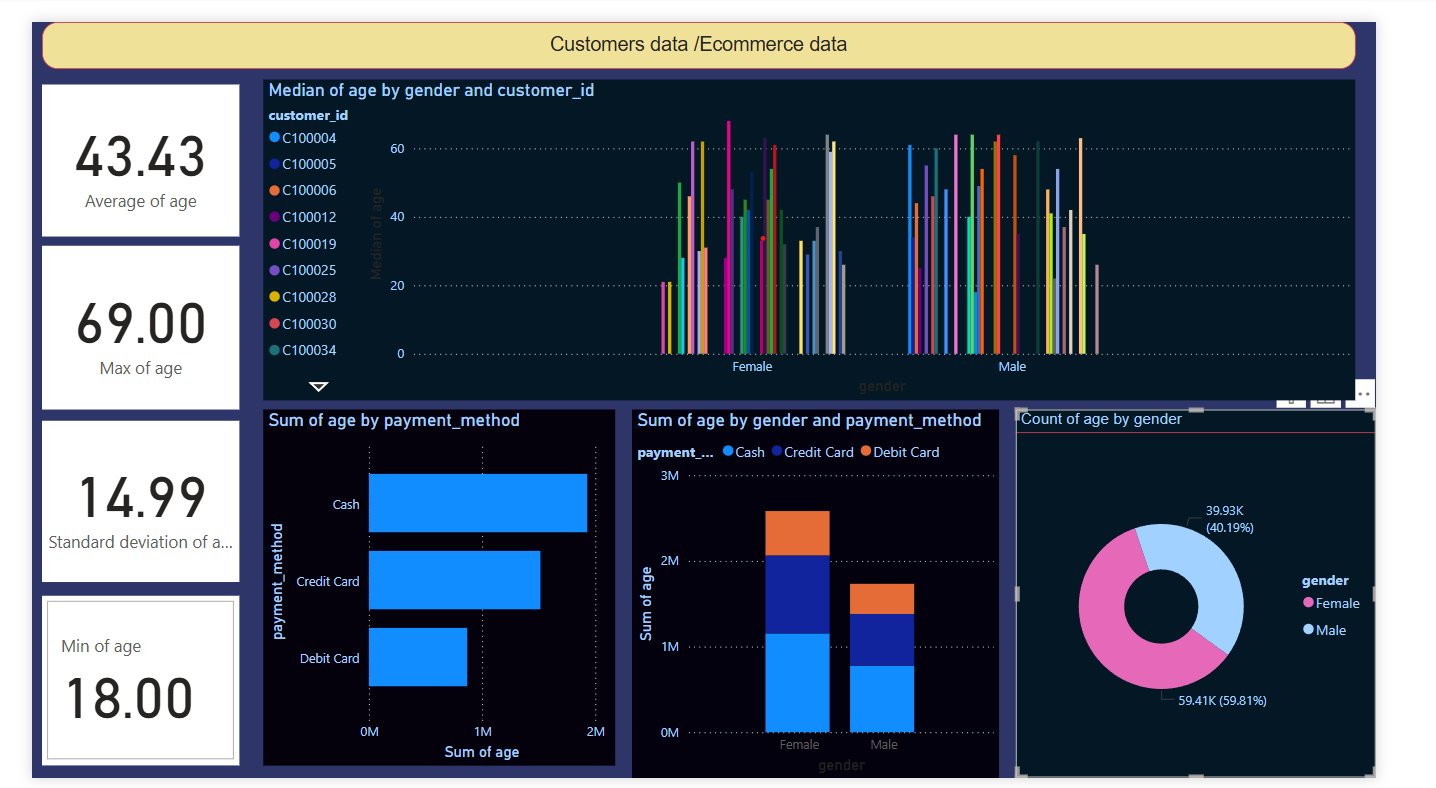 Customers data /Ecommerce data
43.43
Average of age
69.00
Max of age
14.99
Standard deviation of a...
Min of age
18.00
Median of age by gender and customer_id
customer_id
C100004
C100005
C100006
C100012
C100019
C100025
C100028
C100030
C100034
Median of age
60
40
20
0
Female
Male
gender
Sum of age by payment_method
payment_method
Cash
Credit Card
Debit Card
0M
1M
2M
Sum of age
Sum of age by gender and payment_method
payment_...
Cash
Credit Card
Debit Card
Sum of age
3M
2M
1M
0M
Female
Male
gender
Count of age by gender
39.93K
(40.19%)
59.41K (59.81%)
gender
Female
Male